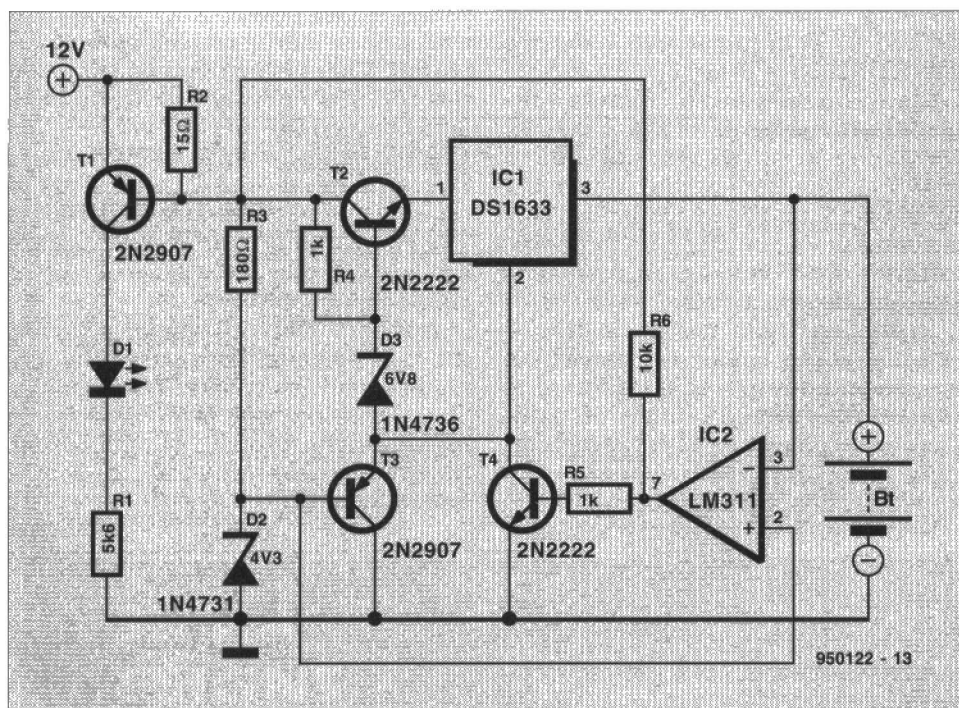 12V
R2
15Ω
T1
2N2907
R3
180Ω
R4
1k
T2
2N2222
1
IC1
DS1633
3
2
D1
D3
6V8
1N4736
R6
10k
IC2
R1
5k6
D2
4V3
1N4731
T3
2N2907
T4
2N2222
R5
1k
7
LM311
3
2
Bt
950122 - 13